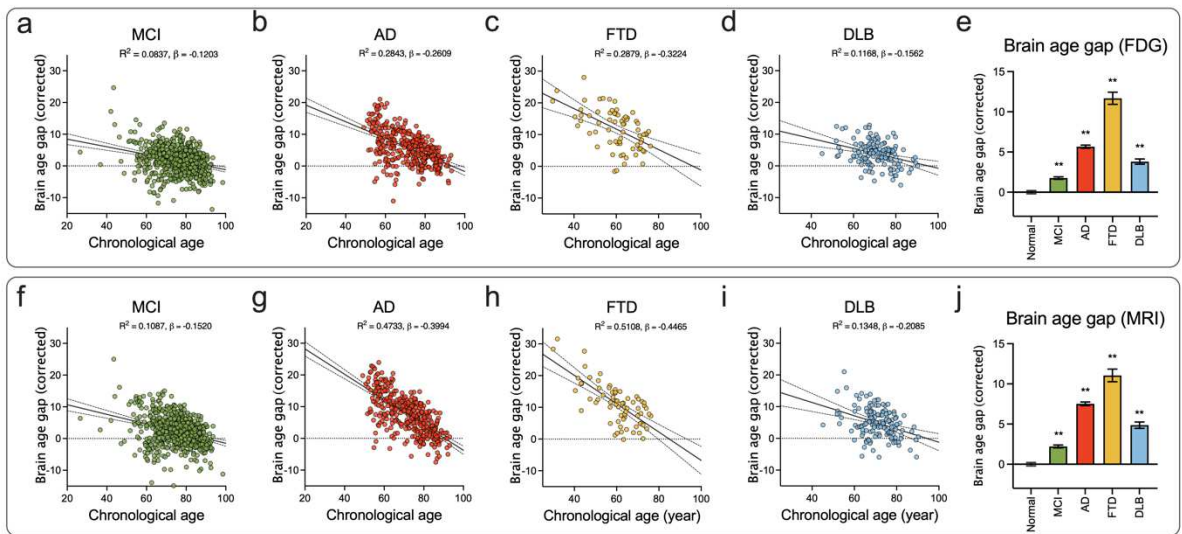 a
MCI
R² = 0.0837, β = -0.1203
Brain age gap (corrected)
30
20
10
0
-10
20
40
60
80
100
Chronological age
b
AD
R² = 0.2843, β = -0.2609
Brain age gap (corrected)
30
20
10
0
-10
20
40
60
80
100
Chronological age
c
FTD
R² = 0.2879, β = -0.3224
Brain age gap (corrected)
30
20
10
0
-10
40
60
80
100
Chronological age
d
DLB
R² = 0.1168, β = -0.1562
Brain age gap (corrected)
30
20
10
0
-10
40
60
80
100
Chronological age
e
Brain age gap (FDG)
Brain age gap (corrected)
15
10
5
0
**
**
**
**
Normal
MCI
AD
FTD
DLB
f
MCI
R² = 0.1087, β = -0.1520
Brain age gap (corrected)
30
20
10
0
-10
20
40
60
80
100
Chronological age
g
AD
R² = 0.4733, β = -0.3994
Brain age gap (corrected)
30
20
10
0
-10
20
40
60
80
100
Chronological age
h
FTD
R² = 0.5108, β = -0.4465
Brain age gap (corrected)
30
20
10
0
-10
40
60
80
100
Chronological age (year)
i
DLB
R² = 0.1348, β = -0.2085
Brain age gap (corrected)
30
20
10
0
-10
40
60
80
100
Chronological age (year)
j
Brain age gap (MRI)
Brain age gap (corrected)
15
10
5
0
**
**
**
**
Normal
MCI
AD
FTD
DLB